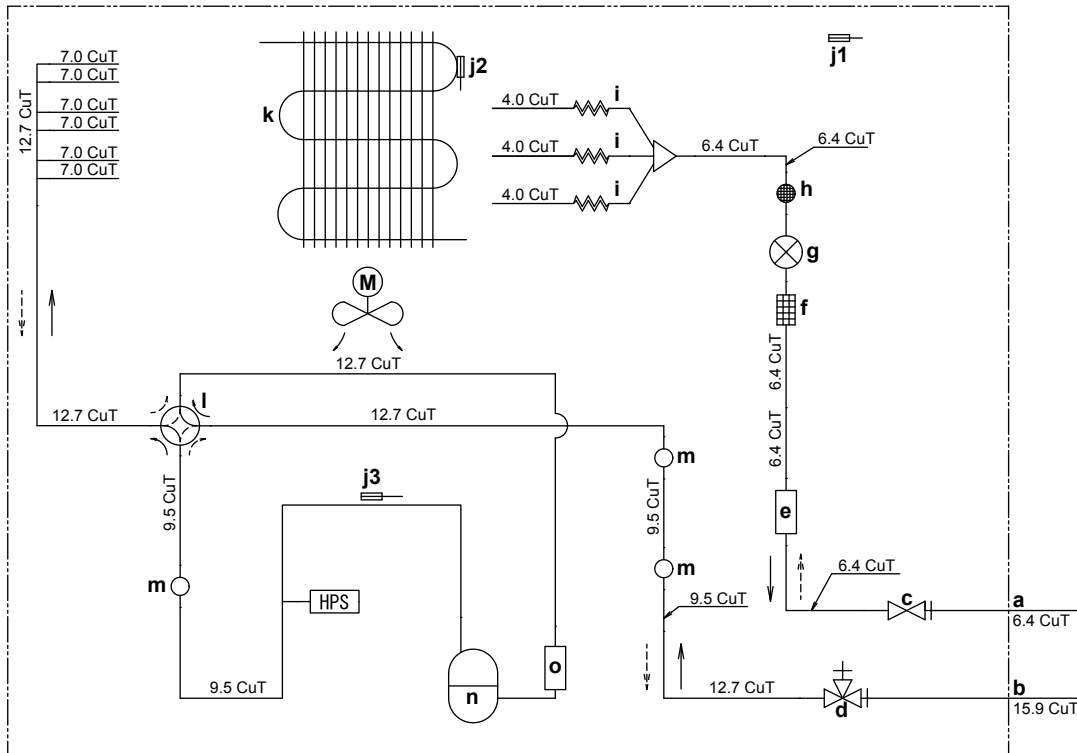 j1
7.0 CuT
7.0 CuT
7.0 CuT
7.0 CuT
7.0 CuT
7.0 CuT
12.7 CuT
k
j2
4.0 CuT
i
4.0 CuT
i
4.0 CuT
i
6.4 CuT
6.4 CuT
h
g
f
M
6.4 CuT
12.7 CuT
12.7 CuT
l
12.7 CuT
6.4 CuT
m
9.5 CuT
j3
9.5 CuT
e
m
HPS
m
6.4 CuT
c
a
6.4 CuT
9.5 CuT
n
o
9.5 CuT
12.7 CuT
d
b
15.9 CuT